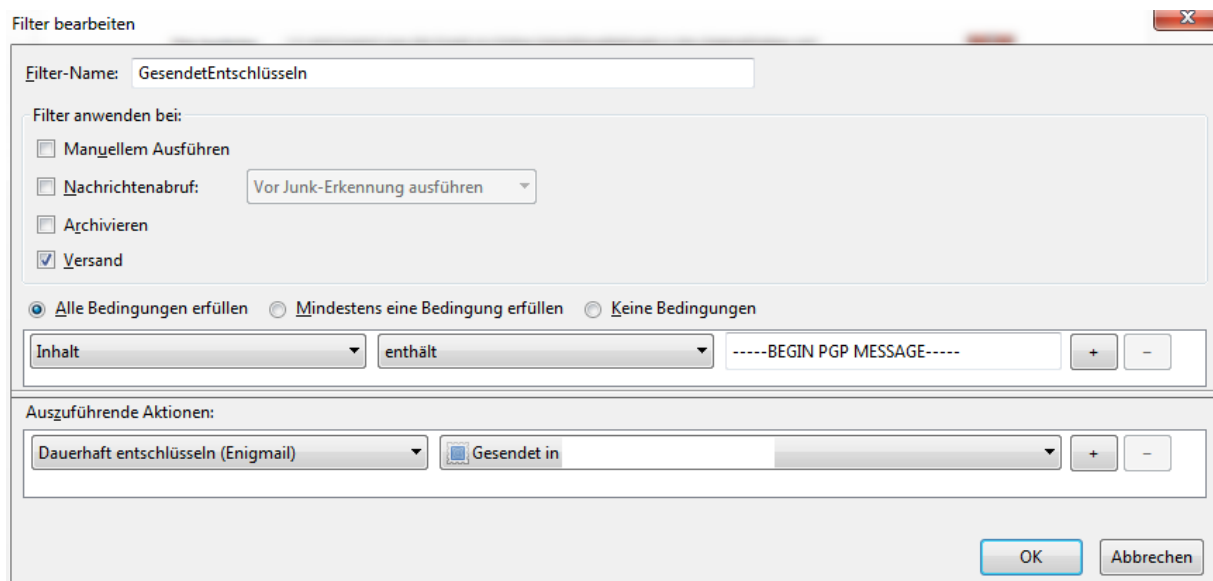 Filter bearbeiten
Filter-Name: GesendetEntschlüsseln
Filter anwenden bei:
Manuellem Ausführen
Nachrichtenabruf: Vor Junk-Erkennung ausführen
Archivieren
Versand
Alle Bedingungen erfüllen Mindestens eine Bedingung erfüllen Keine Bedingungen
Inhalt enthält -----BEGIN PGP MESSAGE----- + -
Auszuführende Aktionen:
Dauerhaft entschlüsseln (Enigmail) Gesendet in + -
OK Abbrechen